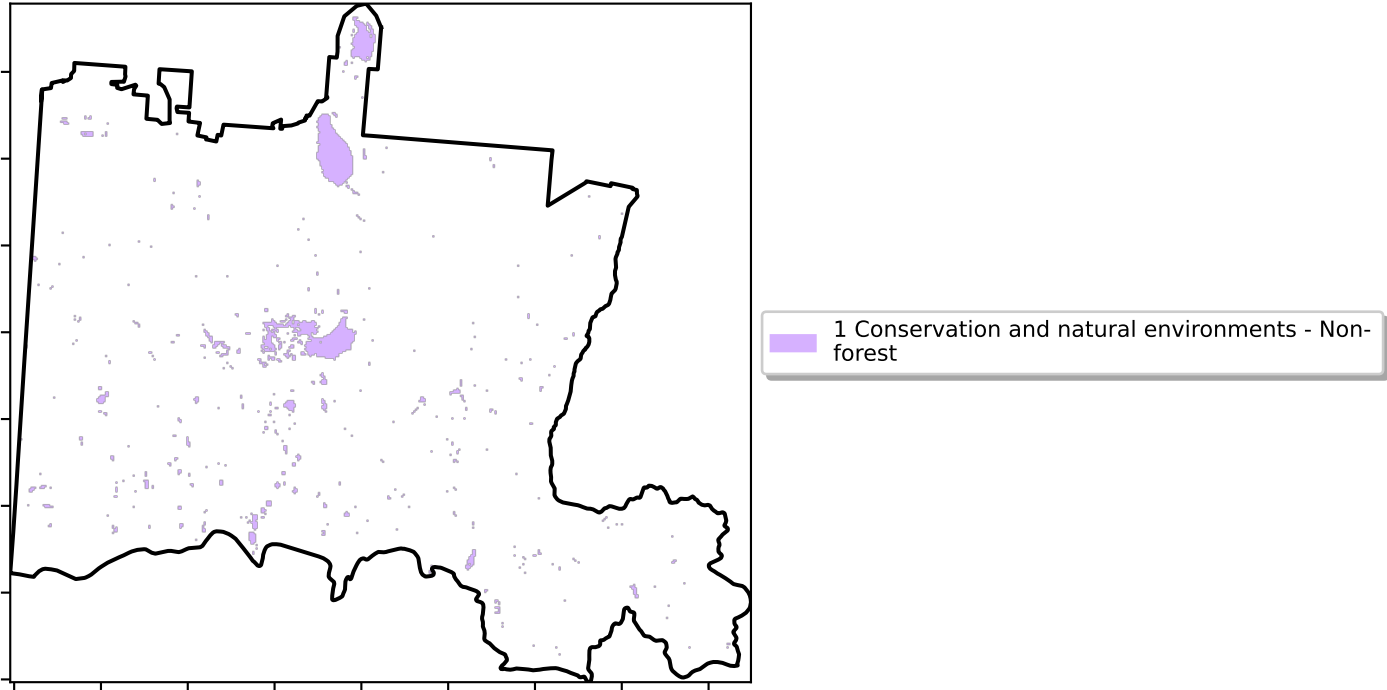 1 Conservation and natural environments - Non-
forest